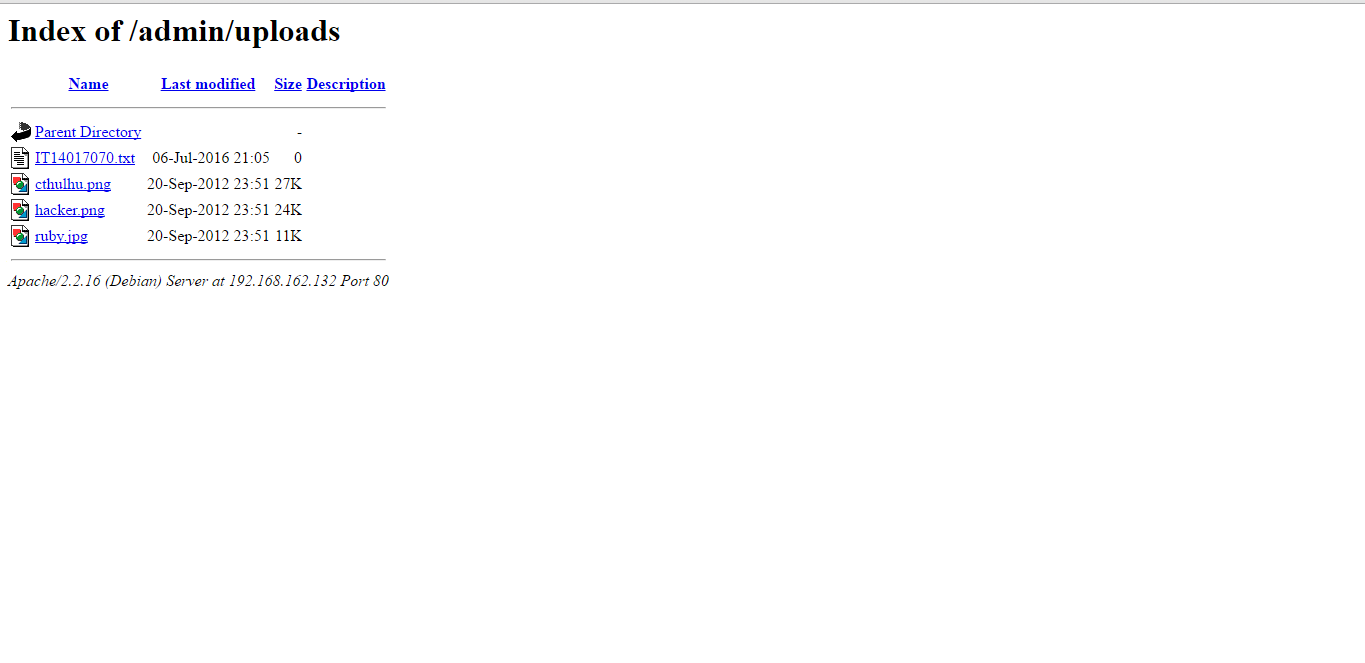 Index of /admin/uploads
Name Last modified Size Description
Parent Directory -
IT14017070.txt 06-Jul-2016 21:05 0
cthulhu.png 20-Sep-2012 23:51 27K
hacker.png 20-Sep-2012 23:51 24K
ruby.jpg 20-Sep-2012 23:51 11K
Apache/2.2.16 (Debian) Server at 192.168.162.132 Port 80